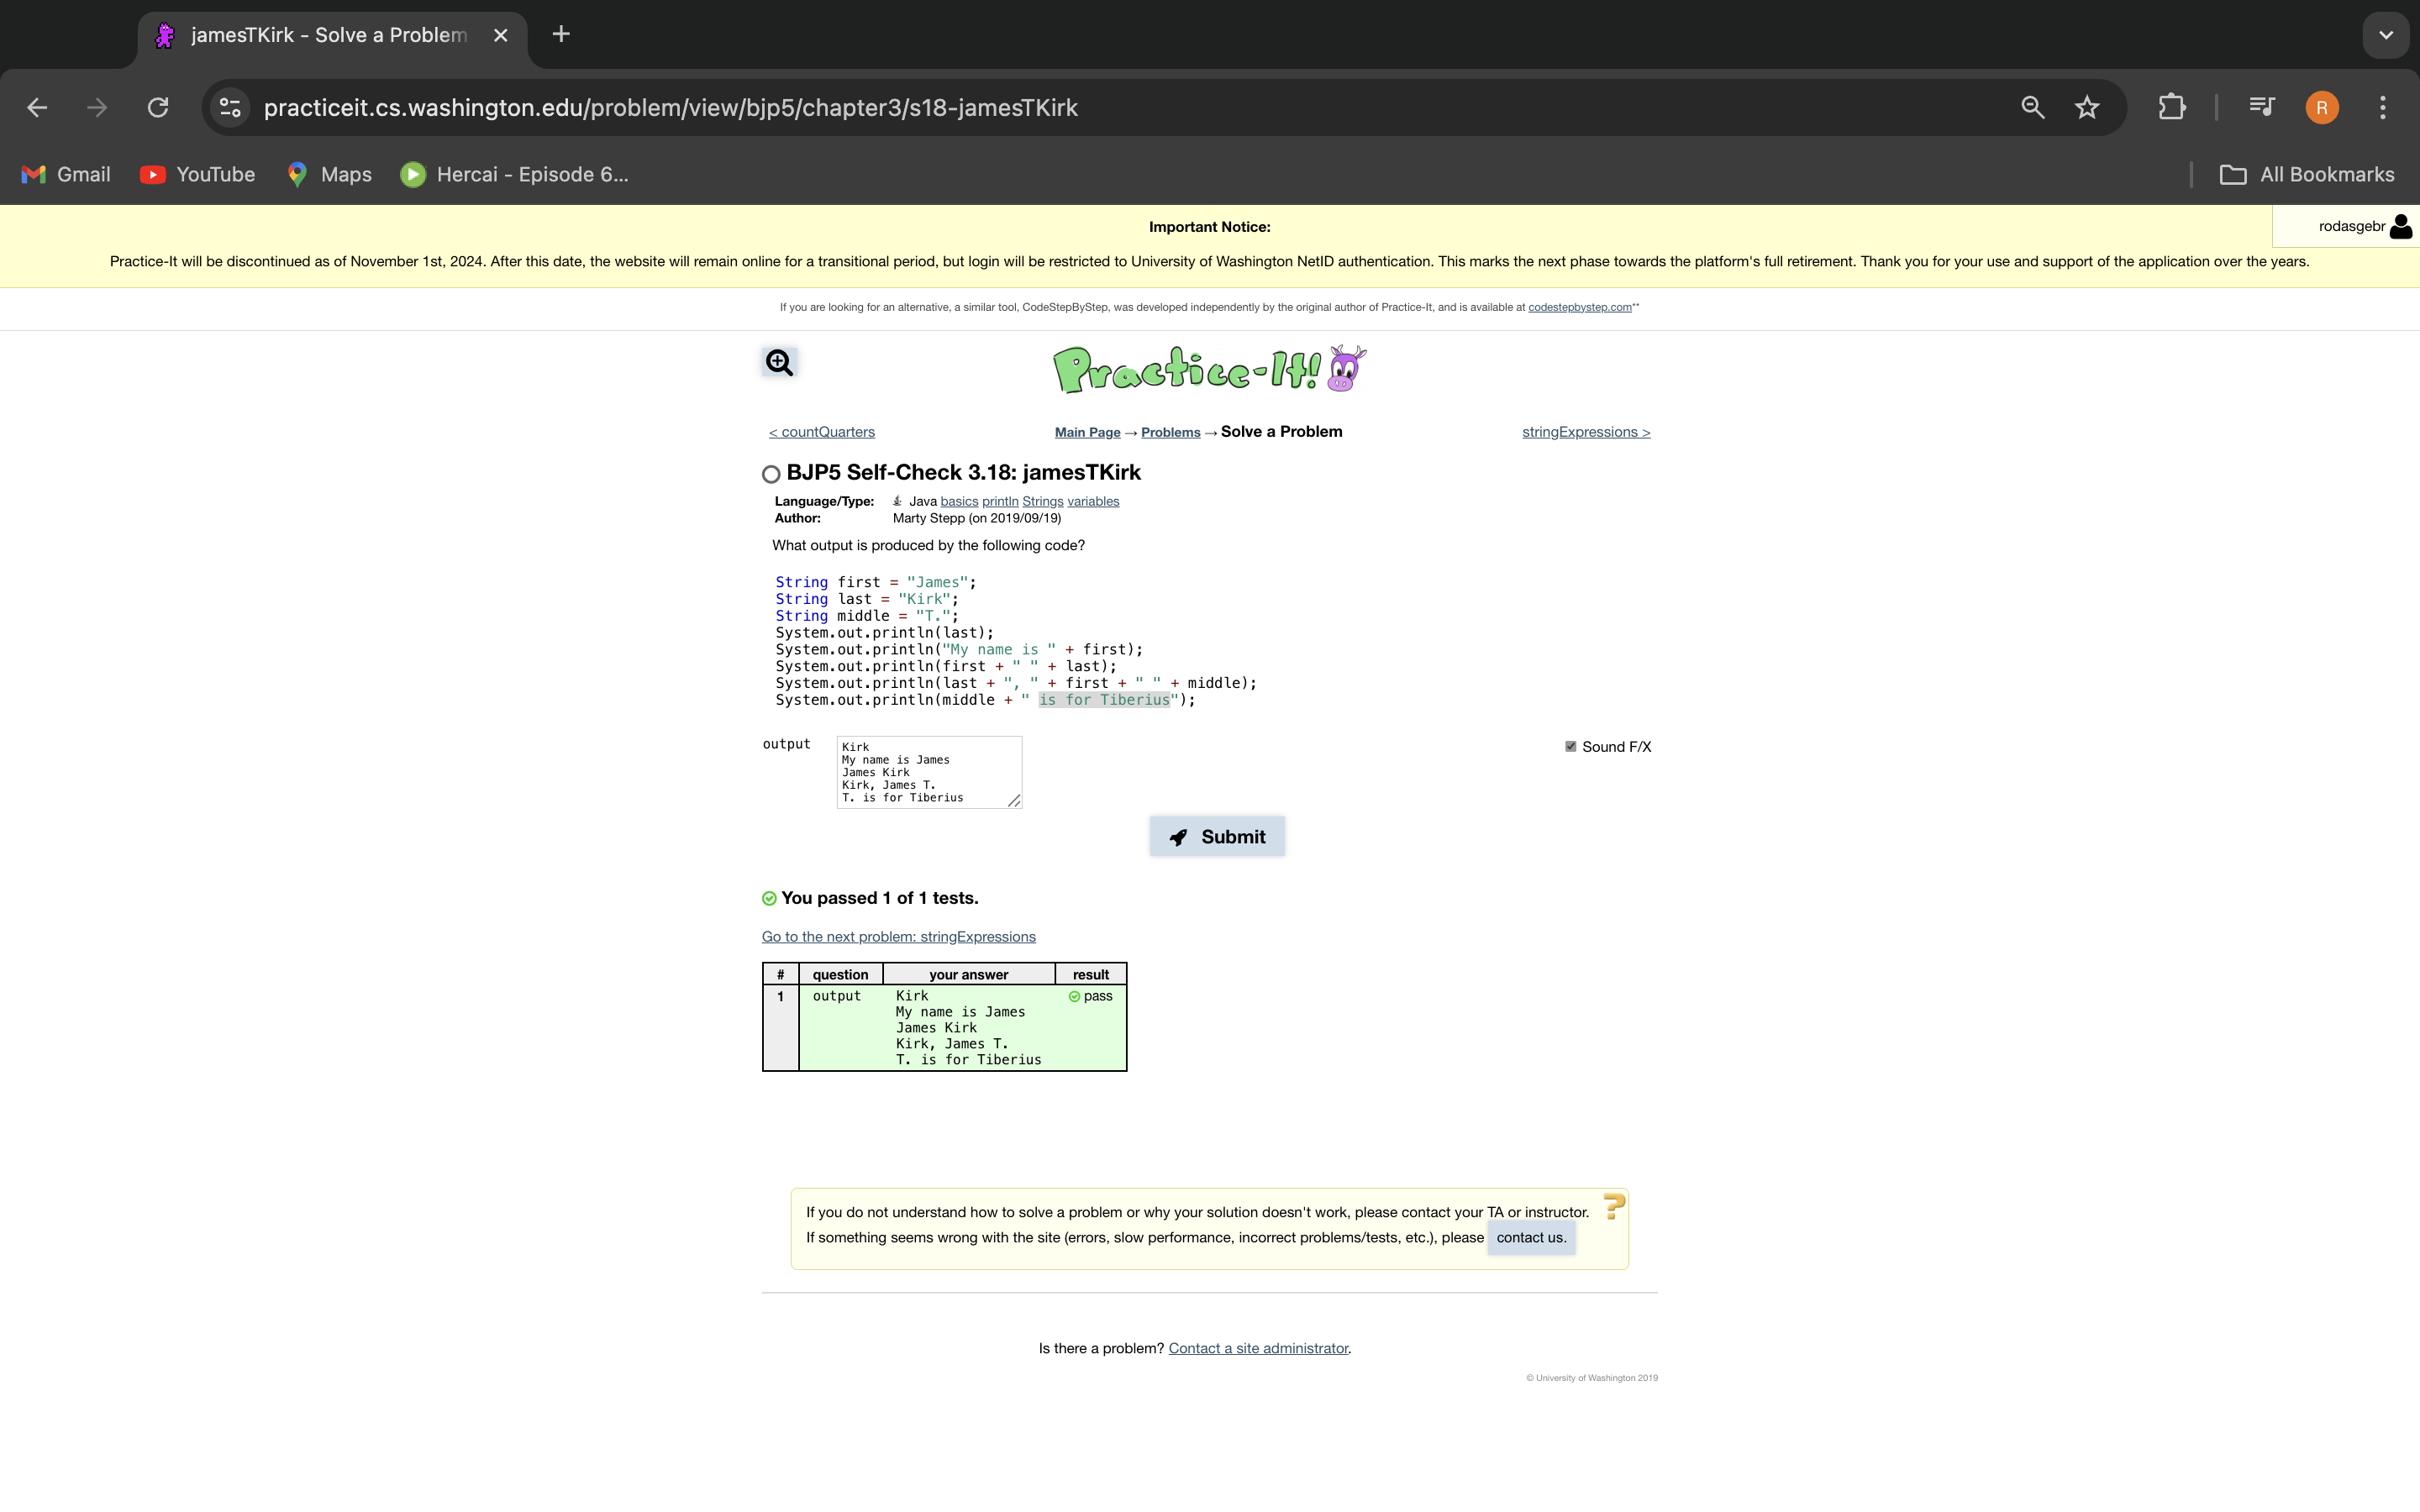 jamesTKirk - Solve a Problem
practiceit.cs.washington.edu/problem/view/bjp5/chapter3/s18-jamesTKirk
R
Gmail YouTube Maps Hercai - Episode 6... All Bookmarks
Important Notice:
rodasgebr
Practice-It will be discontinued as of November 1st, 2024. After this date, the website will remain online for a transitional period, but login will be restricted to University of Washington NetID authentication. This marks the next phase towards the platform's full retirement. Thank you for your use and support of the application over the years.
If you are looking for an alternative, a similar tool, CodeStepByStep, was developed independently by the original author of Practice-It, and is available at codestepbystep.com**
Practice-It!
< countQuarters Main Page → Problems → Solve a Problem stringExpressions >
BJP5 Self-Check 3.18: jamesTKirk
Language/Type: Java basics println Strings variables
Author: Marty Stepp (on 2019/09/19)
What output is produced by the following code?
String first = "James";
String last = "Kirk";
String middle = "T.";
System.out.println(last);
System.out.println("My name is " + first);
System.out.println(first + " " + last);
System.out.println(last + ", " + first + " " + middle);
System.out.println(middle + " is for Tiberius");
output
Kirk
My name is James
James Kirk
Kirk, James T.
T. is for Tiberius
Sound F/X
Submit
You passed 1 of 1 tests.
Go to the next problem: stringExpressions
# question your answer result
1 output Kirk pass
My name is James
James Kirk
Kirk, James T.
T. is for Tiberius
If you do not understand how to solve a problem or why your solution doesn't work, please contact your TA or instructor.
If something seems wrong with the site (errors, slow performance, incorrect problems/tests, etc.), please contact us.
Is there a problem? Contact a site administrator.
© University of Washington 2019